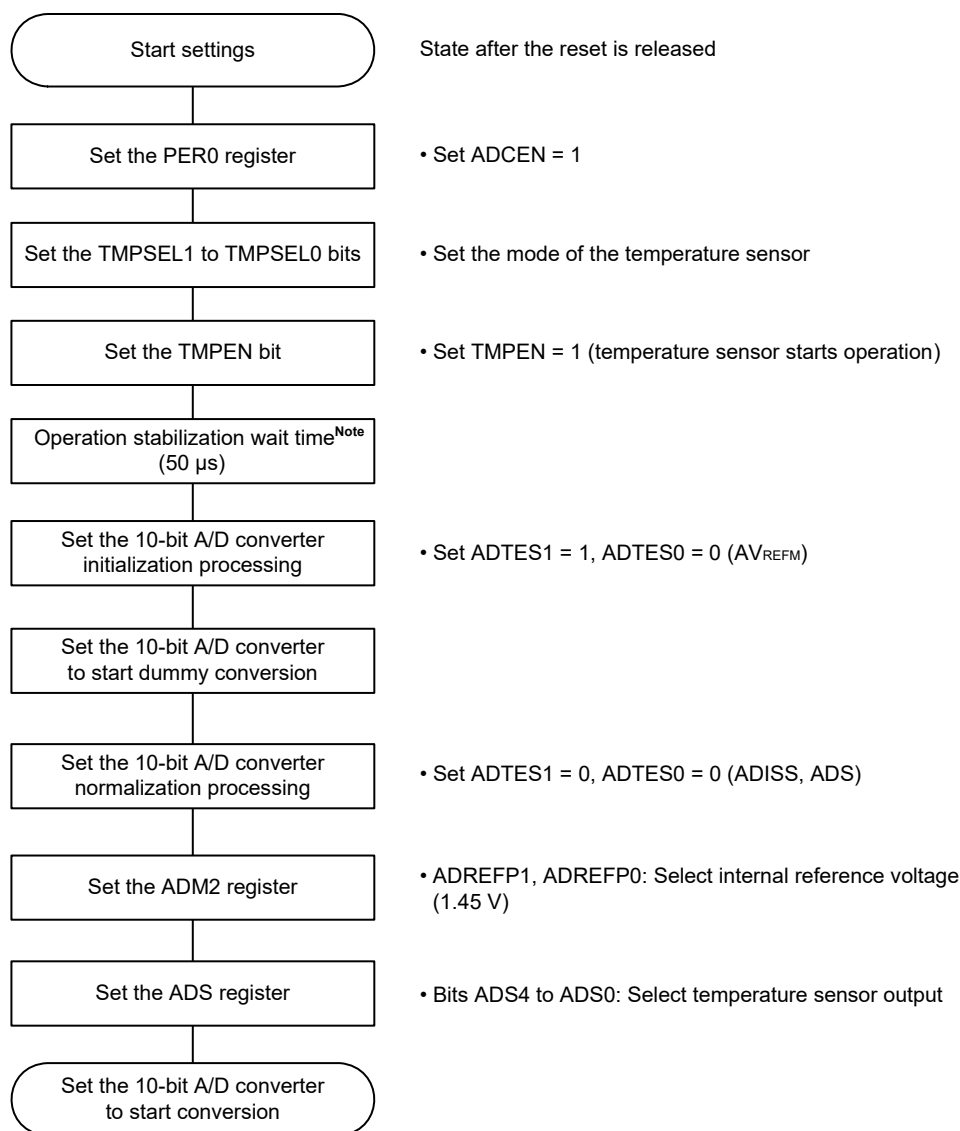 Start settings
State after the reset is released
Set the PER0 register
• Set ADCEN = 1
Set the TMPSEL1 to TMPSEL0 bits
• Set the mode of the temperature sensor
Set the TMPEN bit
• Set TMPEN = 1 (temperature sensor starts operation)
Operation stabilization wait timeNote
(50 μs)
Set the 10-bit A/D converter
initialization processing
• Set ADTES1 = 1, ADTES0 = 0 (AVREFM)
Set the 10-bit A/D converter
to start dummy conversion
Set the 10-bit A/D converter
normalization processing
• Set ADTES1 = 0, ADTES0 = 0 (ADISS, ADS)
Set the ADM2 register
• ADREFP1, ADREFP0: Select internal reference voltage
(1.45 V)
Set the ADS register
• Bits ADS4 to ADS0: Select temperature sensor output
Set the 10-bit A/D converter
to start conversion